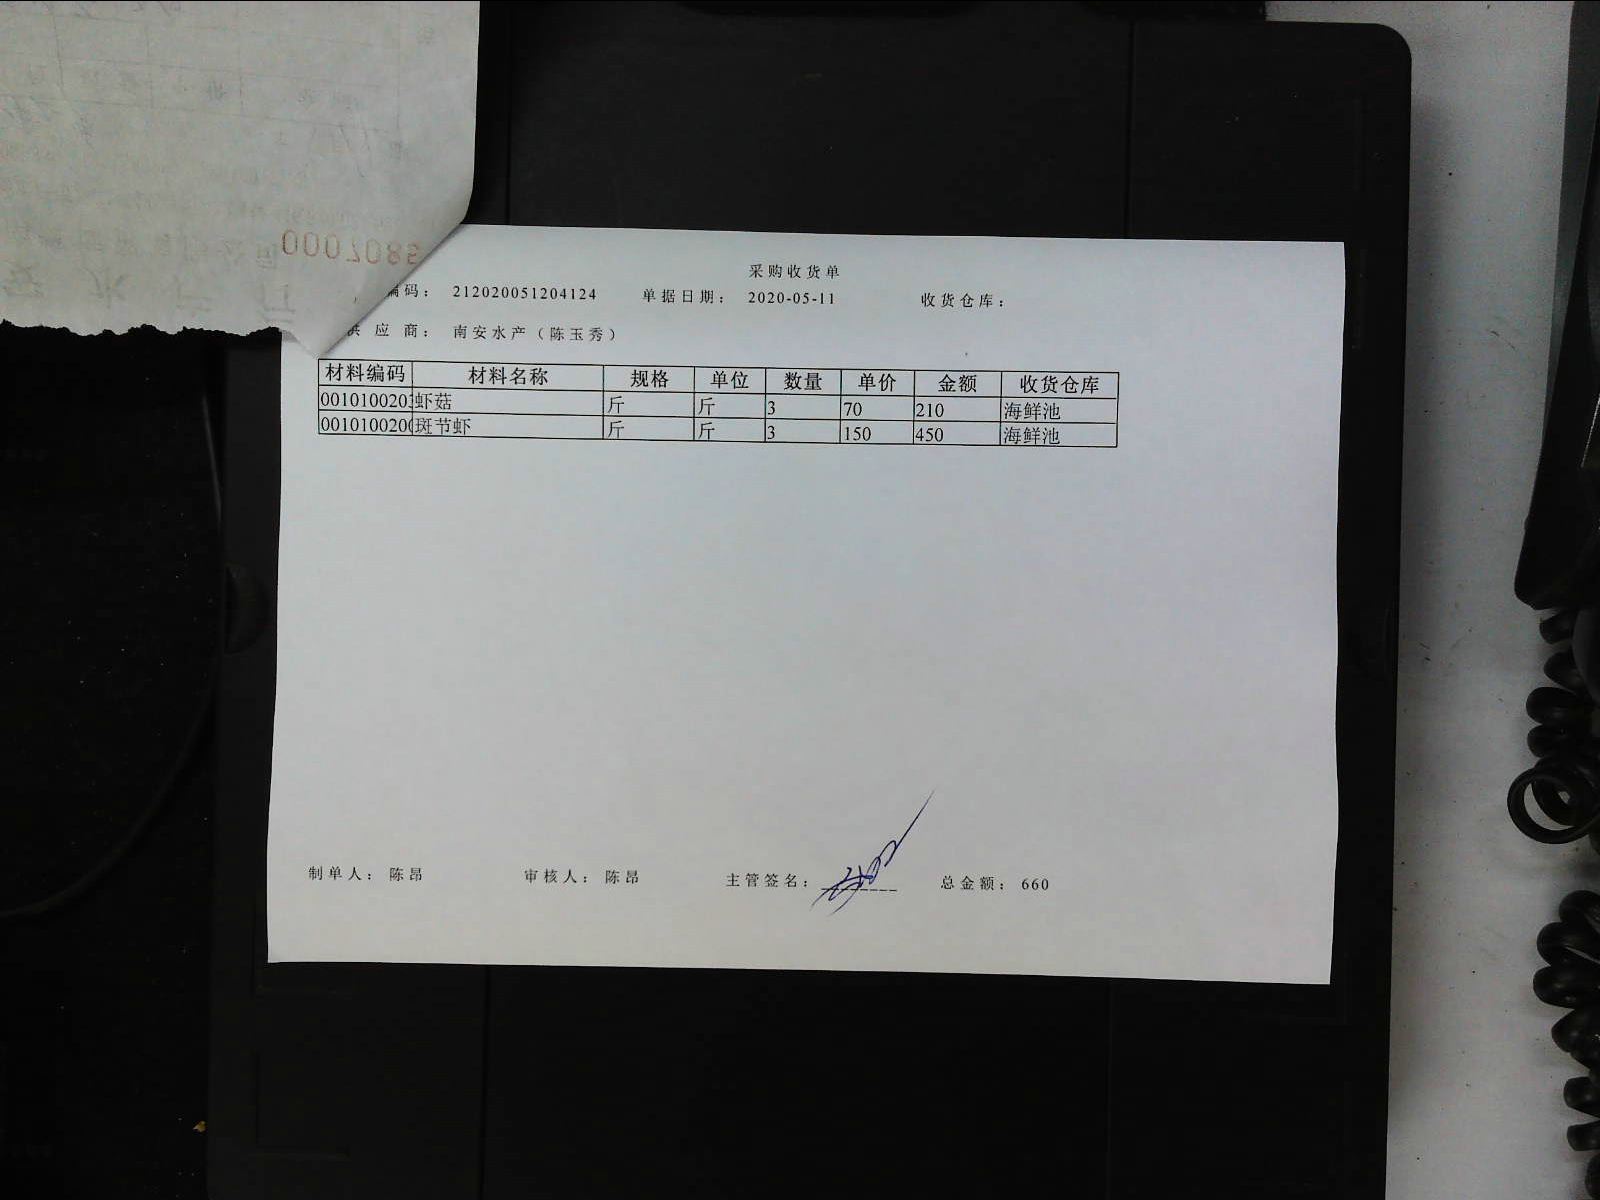 采购收货单
编码： 212020051204124 单据日期： 2020-05-11 收货仓库：
供应商： 南安水产（陈玉秀）
材料编码 材料名称 规格 单位 数量 单价 金额 收货仓库
001010020 虾菇 斤 斤 3 70 210 海鲜池
001010020 斑节虾 斤 斤 3 150 450 海鲜池
制单人： 陈昂 审核人： 陈昂 主管签名： 总金额： 660